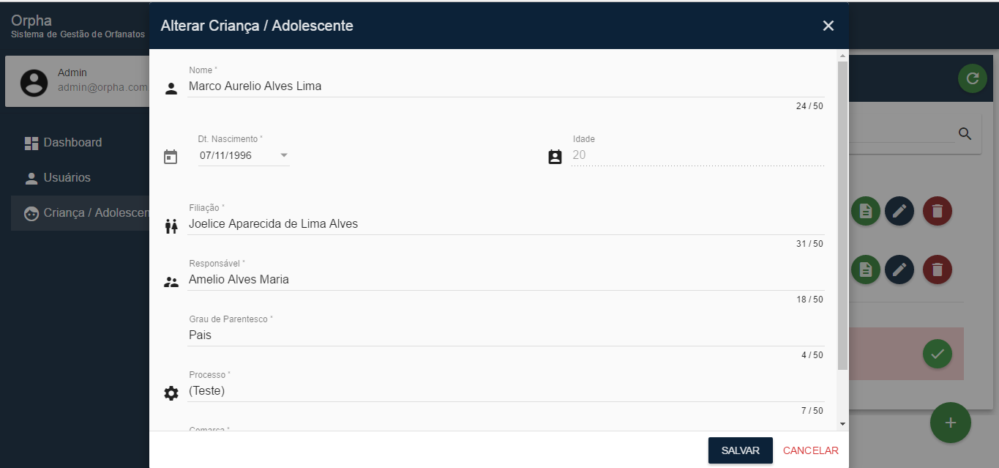 Orpha
Sistema de Gestão de Orfanatos
Admin
admin@orpha.com
Dashboard
Usuários
Criança / Adolescen
Alterar Criança / Adolescente
Nome *
Marco Aurelio Alves Lima
24 / 50
Dt. Nascimento *
07/11/1996
Idade
20
Filiação *
Joelice Aparecida de Lima Alves
31 / 50
Responsável *
Amelio Alves Maria
18 / 50
Grau de Parentesco *
Pais
4 / 50
Processo *
(Teste)
7 / 50
Comarca *
SALVAR
CANCELAR